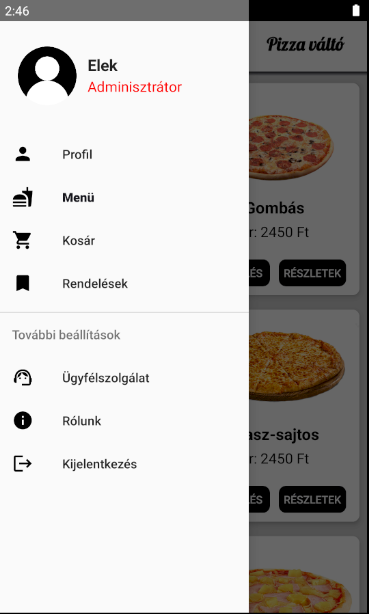 2:46
Pizza váltó
Elek
Adminisztrátor
Profil
Menü
Kosár
Rendelések
További beállítások
Ügyfélszolgálat
Rólunk
Kijelentkezés
Gombás
r: 2450 Ft
ÉS RÉSZLETEK
asz-sajtos
r: 2450 Ft
ÉS RÉSZLETEK